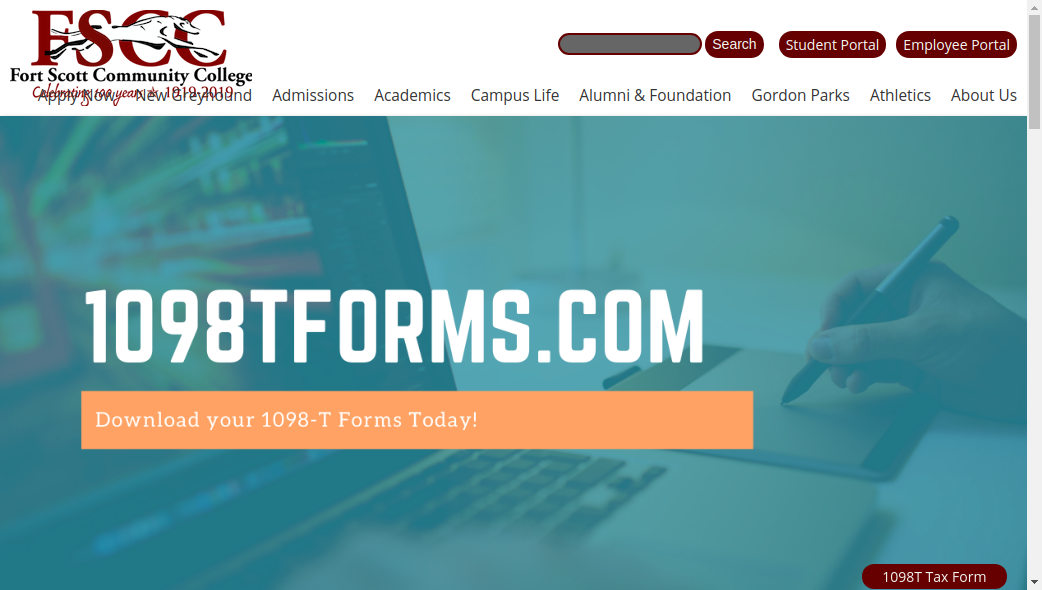 FSCC
Fort Scott Community College
Celebrating 100 years 1919-2019
Search
Student Portal
Employee Portal
Apply Now
New Greyhound
Admissions
Academics
Campus Life
Alumni & Foundation
Gordon Parks
Athletics
About Us
1098TFORMS.COM
Download your 1098-T Forms Today!
1098T Tax Form